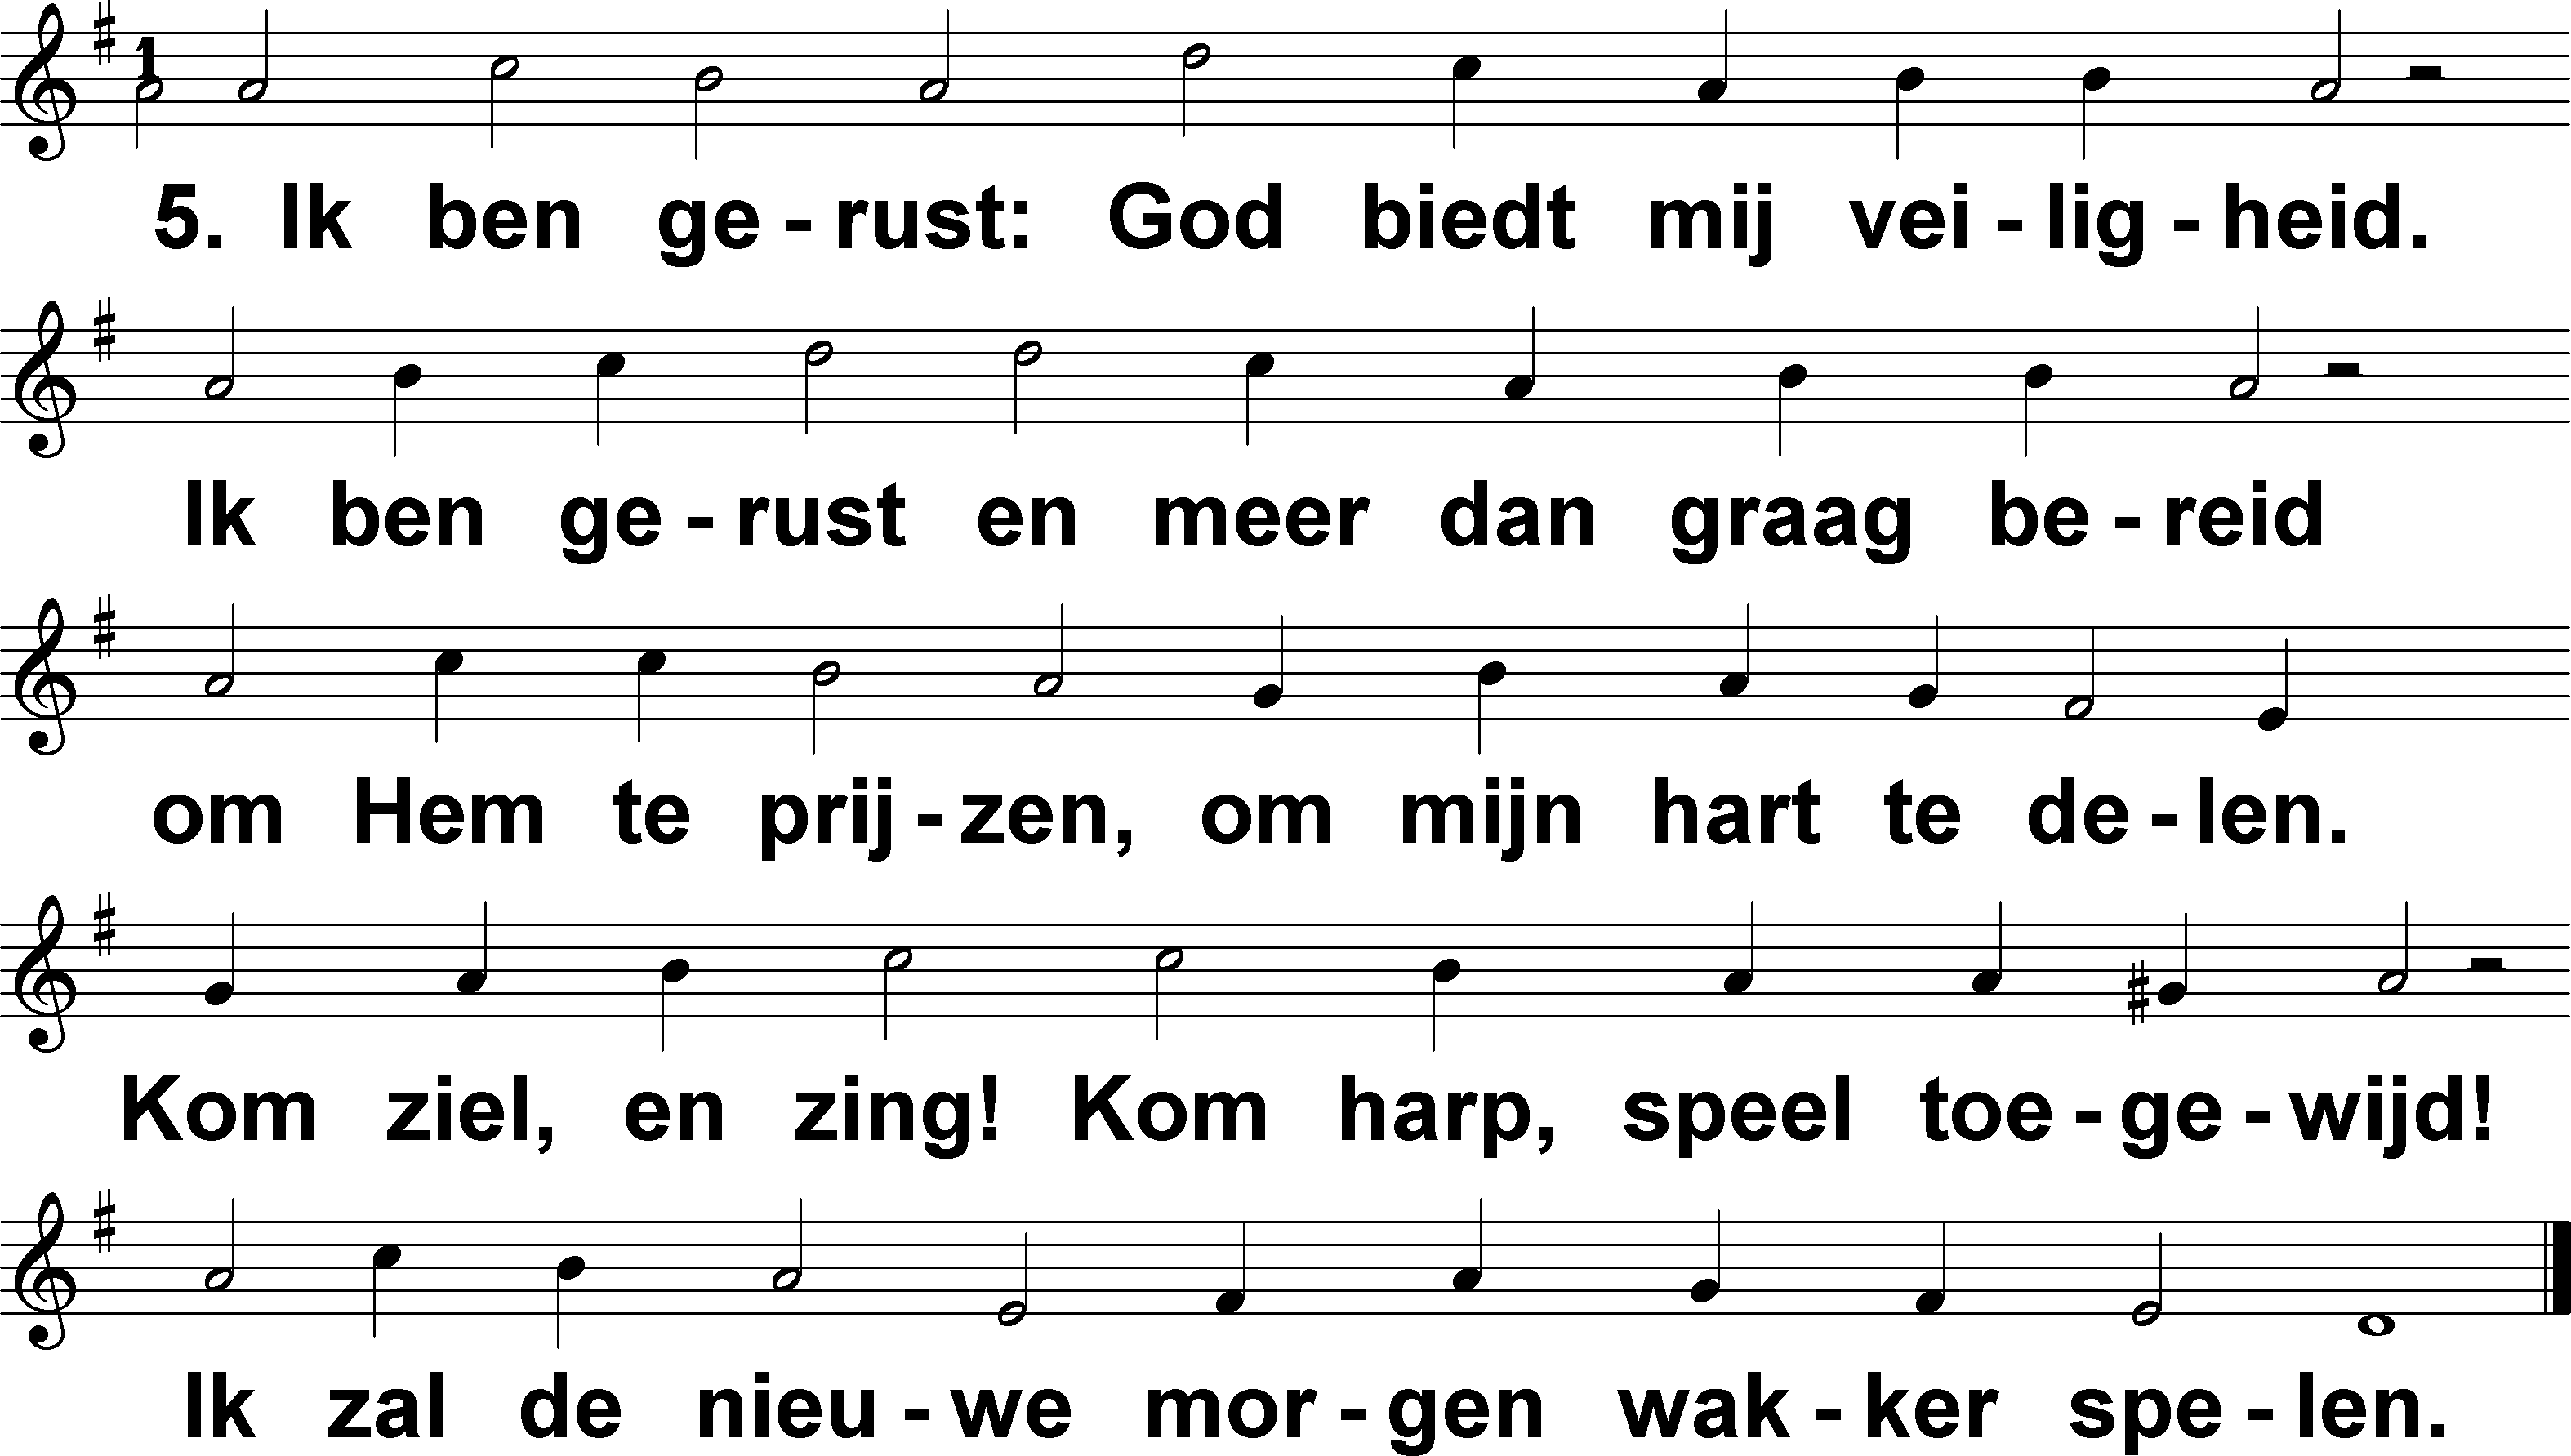 1
5. Ik ben ge - rust: God biedt mij vei - lig - heid.
Ik ben ge - rust en meer dan graag be - reid
om Hem te prij - zen, om mijn hart te de - len.
Kom ziel, en zing! Kom harp, speel toe - ge - wijd!
Ik zal de nieu - we mor - gen wak - ker spe - len.